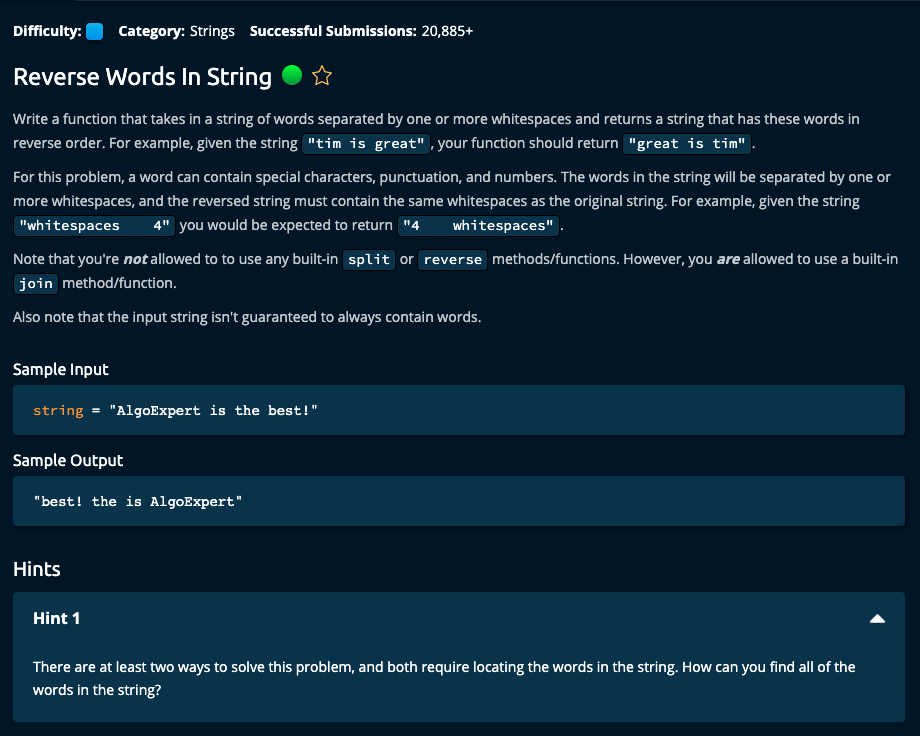 Difficulty: Category: Strings Successful Submissions: 20,885+
Reverse Words In String
Write a function that takes in a string of words separated by one or more whitespaces and returns a string that has these words in
reverse order. For example, given the string "tim is great", your function should return "great is tim".
For this problem, a word can contain special characters, punctuation, and numbers. The words in the string will be separated by one or
more whitespaces, and the reversed string must contain the same whitespaces as the original string. For example, given the string
"whitespaces    4" you would be expected to return "4    whitespaces".
Note that you're not allowed to to use any built-in split or reverse methods/functions. However, you are allowed to use a built-in
join method/function.
Also note that the input string isn't guaranteed to always contain words.
Sample Input
string = "AlgoExpert is the best!"
Sample Output
"best! the is AlgoExpert"
Hints
Hint 1
There are at least two ways to solve this problem, and both require locating the words in the string. How can you find all of the
words in the string?